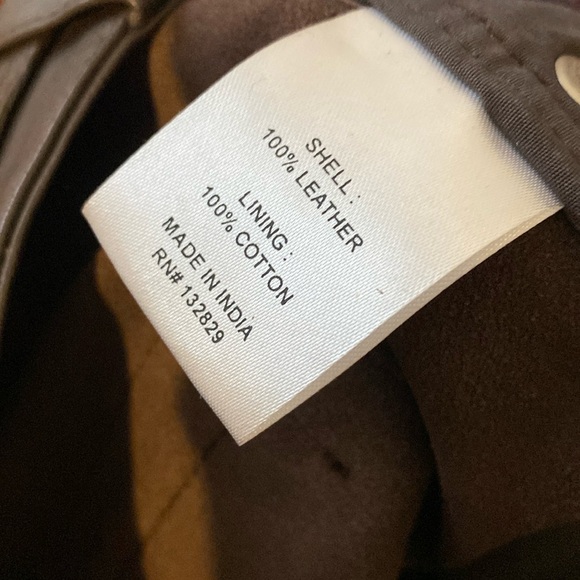 SHELL :
100% LEATHER
LINING :
100% COTTON
MADE IN INDIA
RN# 132829